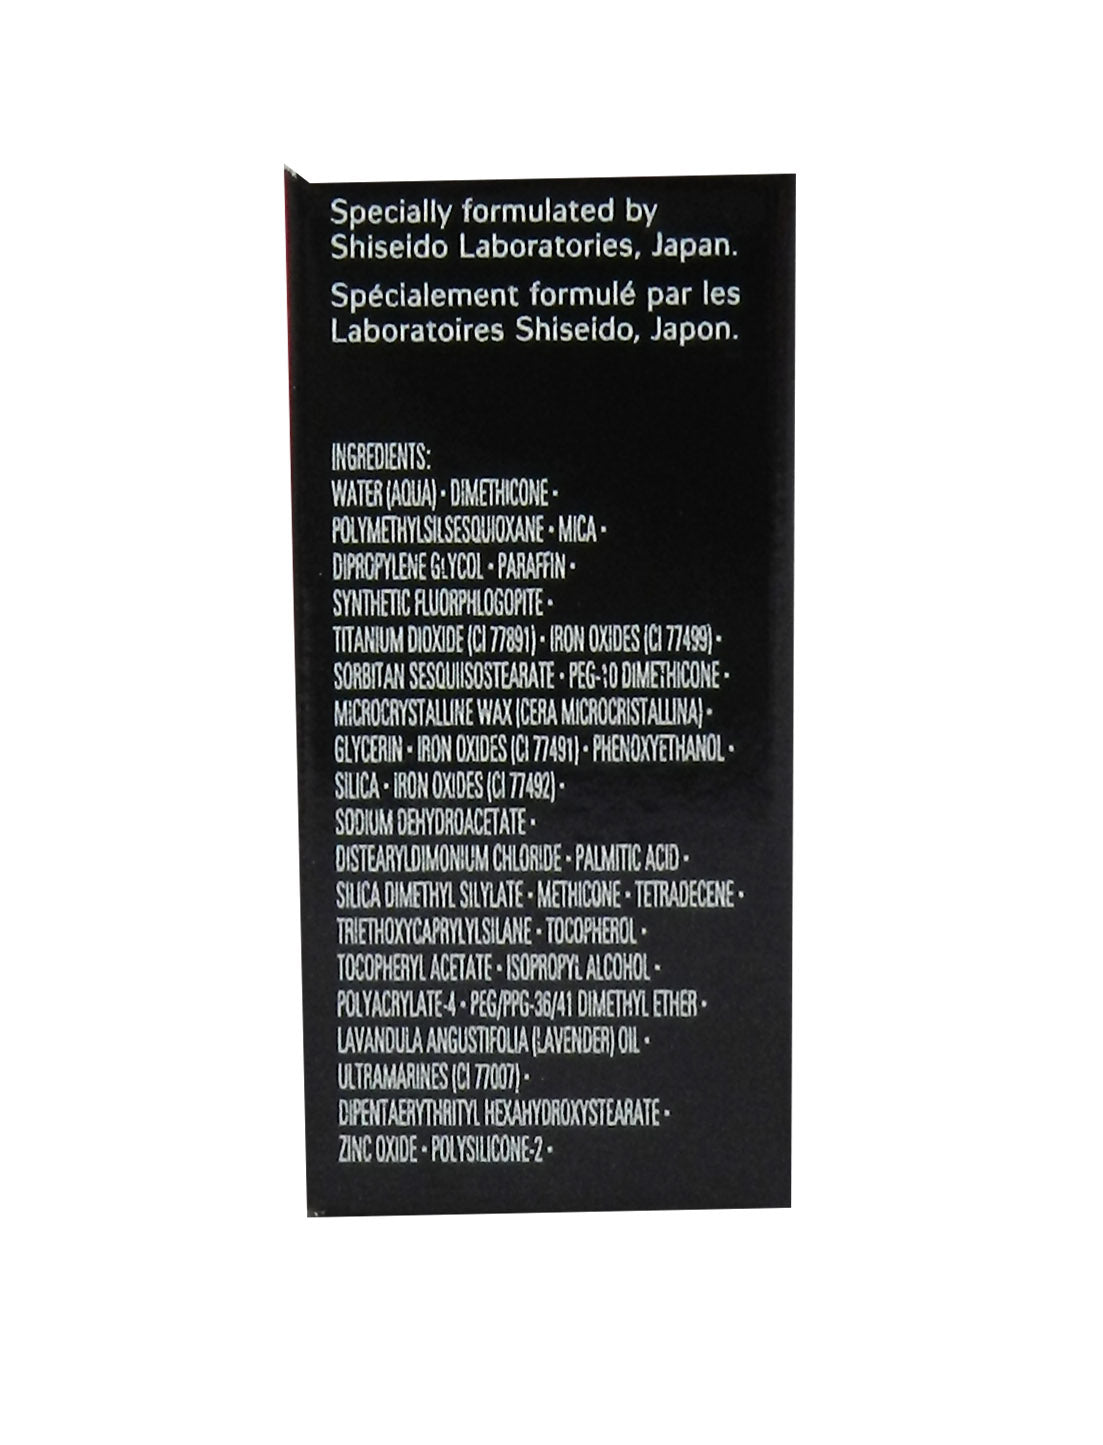 Specially formulated by
Shiseido Laboratories, Japan.
Spécialement formulé par les
Laboratoires Shiseido, Japon.
INGREDIENTS:
WATER (AQUA) · DIMETHICONE ·
POLYMETHYLSILSESQUIOXANE · MICA ·
DIPROPYLENE GLYCOL · PARAFFIN ·
SYNTHETIC FLUORPHLOGOPITE ·
TITANIUM DIOXIDE (CI 77891) · IRON OXIDES (CI 77499) ·
SORBITAN SESQUIISOSTEARATE · PEG-10 DIMETHICONE ·
MICROCRYSTALLINE WAX (CERA MICROCRISTALLINA) ·
GLYCERIN · IRON OXIDES (CI 77491) · PHENOXYETHANOL ·
SILICA · IRON OXIDES (CI 77492) ·
SODIUM DEHYDROACETATE ·
DISTEARYLDIMONIUM CHLORIDE · PALMITIC ACID ·
SILICA DIMETHYL SILYLATE · METHICONE · TETRADECENE ·
TRIETHOXYCAPRYLYLSILANE · TOCOPHEROL ·
TOCOPHERYL ACETATE · ISOPROPYL ALCOHOL ·
POLYACRYLATE-4 · PEG/PPG-36/41 DIMETHYL ETHER ·
LAVANDULA ANGUSTIFOLIA (LAVENDER) OIL ·
ULTRAMARINES (CI 77007) ·
DIPENTAERYTHRITYL HEXAHYDROXYSTEARATE ·
ZINC OXIDE · POLYSILICONE-2 ·